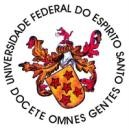 UNIVERSIDADE FEDERAL DO ESPIRITO SANTO
DOCETE OMNES GENTES